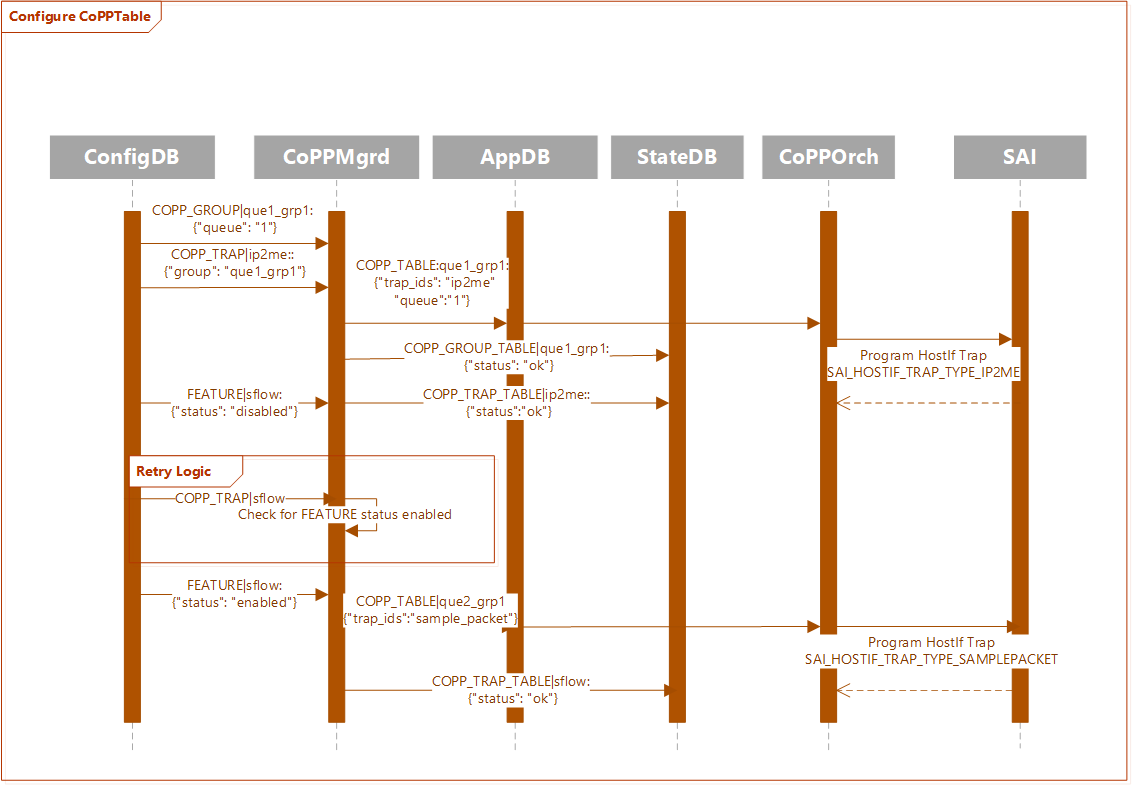 Configure CoPPTable
ConfigDB
CoPPMgrd
AppDB
StateDB
CoPPOrch
SAI
COPP_GROUP|que1_grp1:
{"queue": "1"}
COPP_TRAP|ip2me::
{"group": "que1_grp1"}
COPP_TABLE:que1_grp1:
{"trap_ids": "ip2me"
"queue":"1"}
COPP_GROUP_TABLE|que1_grp1:
{"status": "ok"}
Program HostIf Trap
SAI_HOSTIF_TRAP_TYPE_IP2ME
FEATURE|sflow:
{"status": "disabled"}
COPP_TRAP_TABLE|ip2me::
{"status":"ok"}
Retry Logic
COPP_TRAP|sflow
Check for FEATURE status enabled
FEATURE|sflow:
{"status": "enabled"}
COPP_TABLE|que2_grp1
{"trap_ids":"sample_packet"}
Program HostIf Trap
SAI_HOSTIF_TRAP_TYPE_SAMPLEPACKET
COPP_TRAP_TABLE|sflow:
{"status": "ok"}